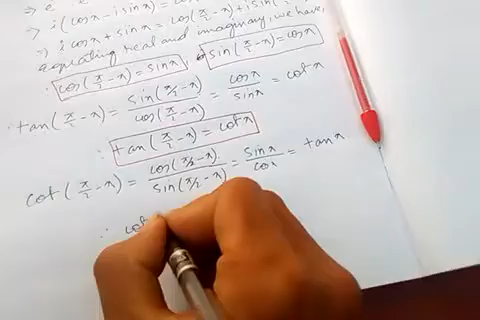 ⇒ i(cosx - isinx) = cos(π/2 - x) + i sin(π/2
⇒ i cosx + sinx = cos(π/2 - x) + i sin(π/2
equating real and imaginary, we have,
∴ cos(π/2 - x) = sinx, sin(π/2 - x) = cosx
∴ tan(π/2 - x) = sin(π/2 - x)/cos(π/2 - x) = cosx/sinx = cotx
∴ tan(π/2 - x) = cotx
cot(π/2 - x) = cos(π/2 - x)/sin(π/2 - x) = sinx/cosx = tanx
∴ cot